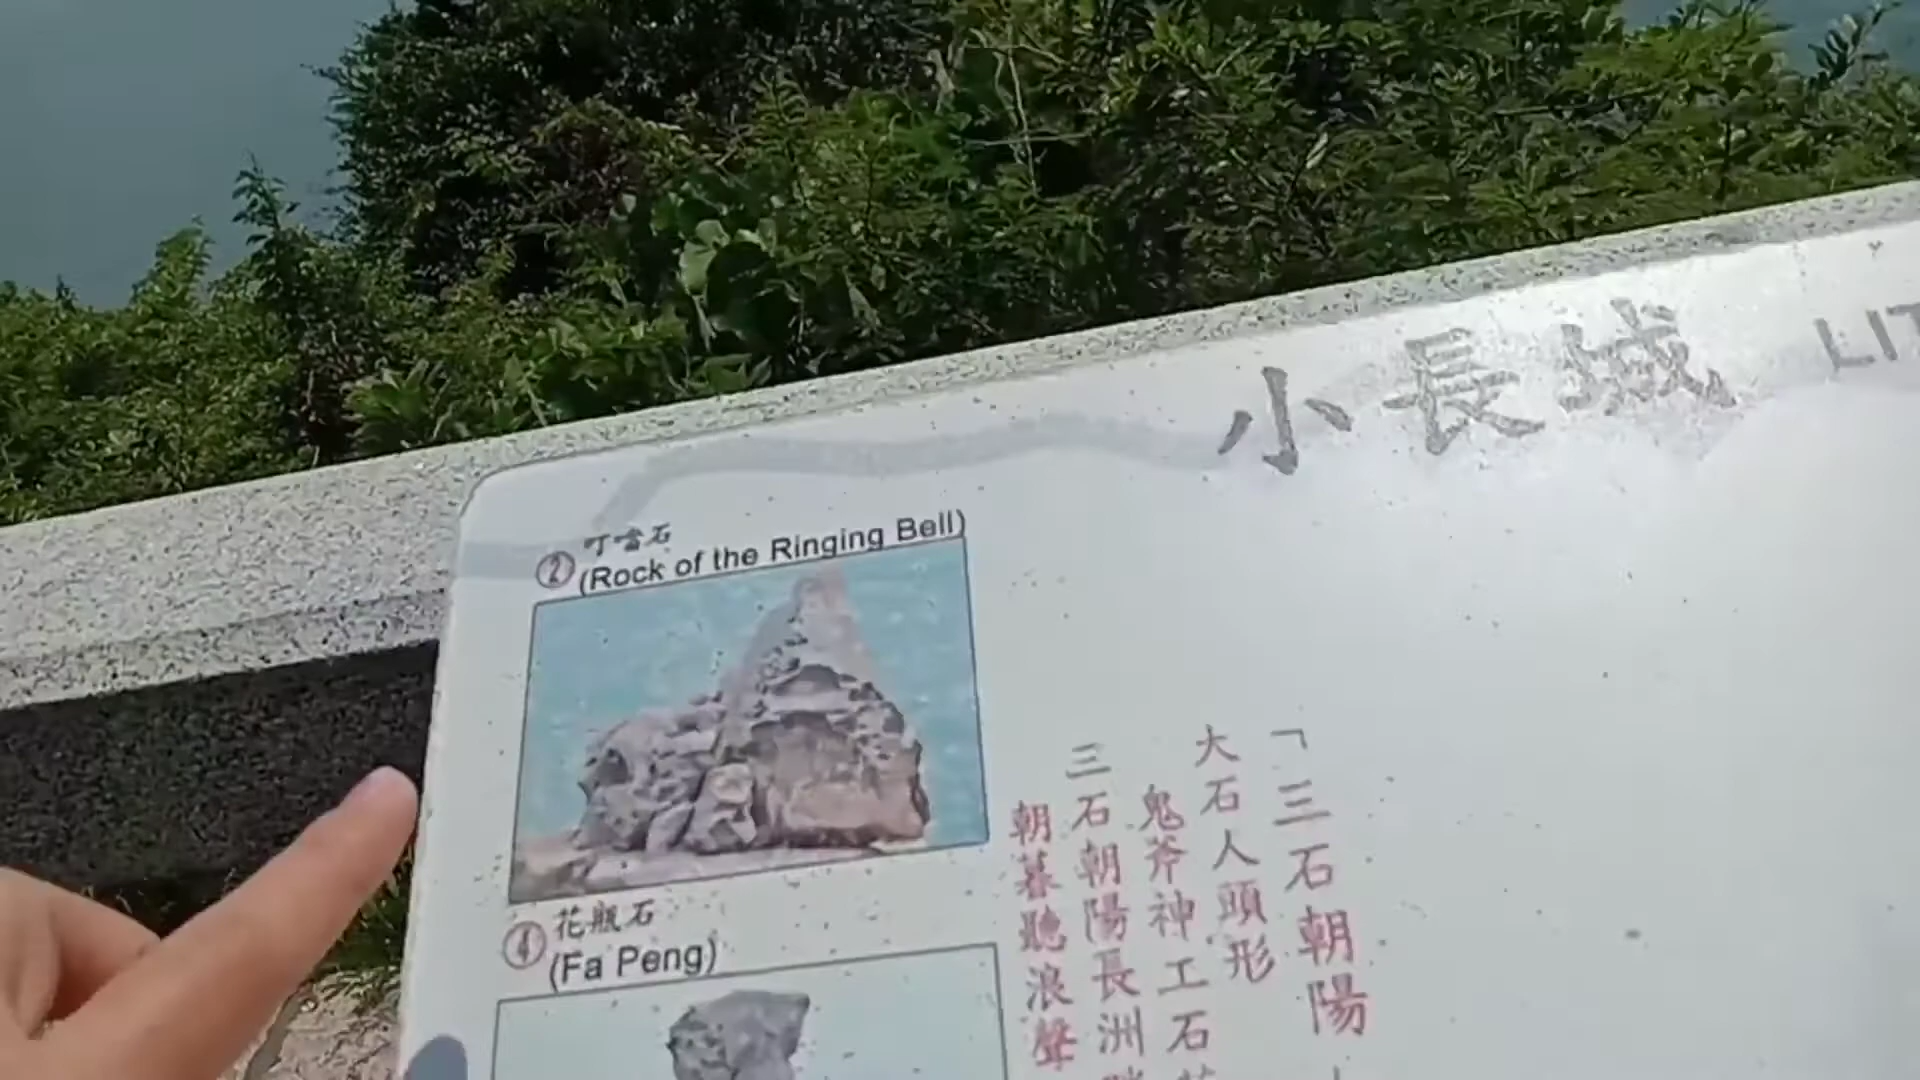 小長城 LIT
② 叮噹石
(Rock of the Ringing Bell)
④ 花瓶石
(Fa Peng)
「三石朝陽
大石人頭形
鬼斧神工石
三石朝陽長洲
朝暮聽浪聲